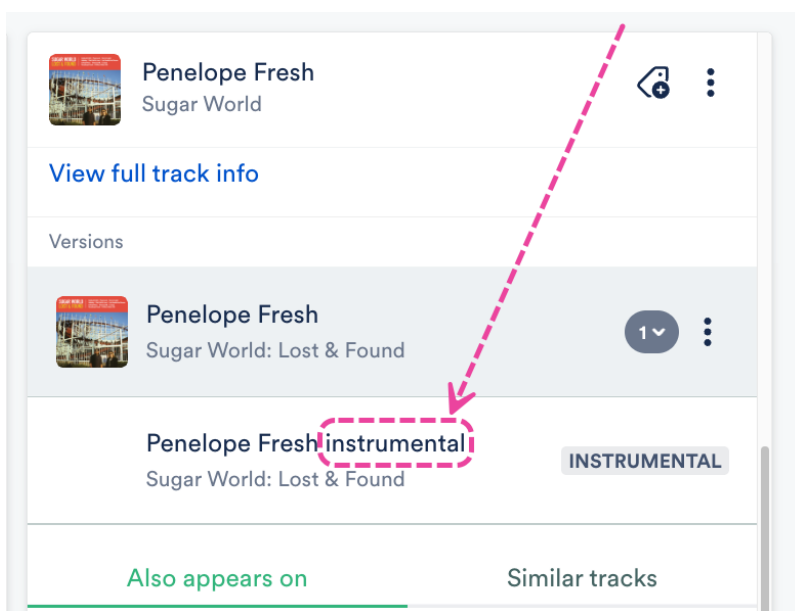 Penelope Fresh
Sugar World
View full track info
Versions
Penelope Fresh
Sugar World: Lost & Found
1
Penelope Fresh instrumental
Sugar World: Lost & Found
INSTRUMENTAL
Also appears on
Similar tracks